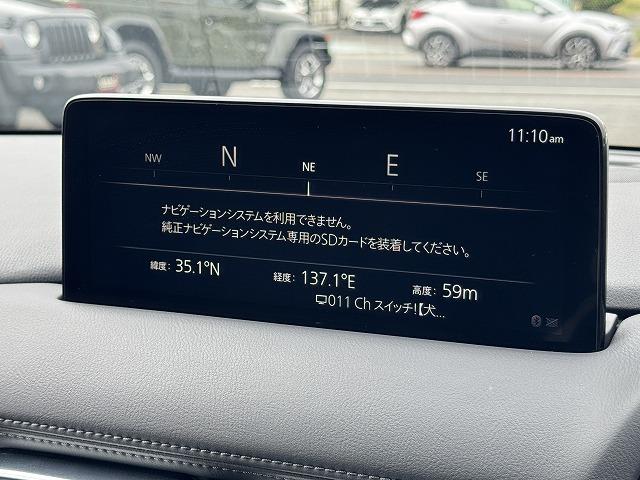 11:10am
NW N NE E SE
ナビゲーションシステムを利用できません。
純正ナビゲーションシステム専用のSDカードを装着してください。
緯度: 35.1°N 経度: 137.1°E 高度: 59m
011 Ch スイッチ!【犬...